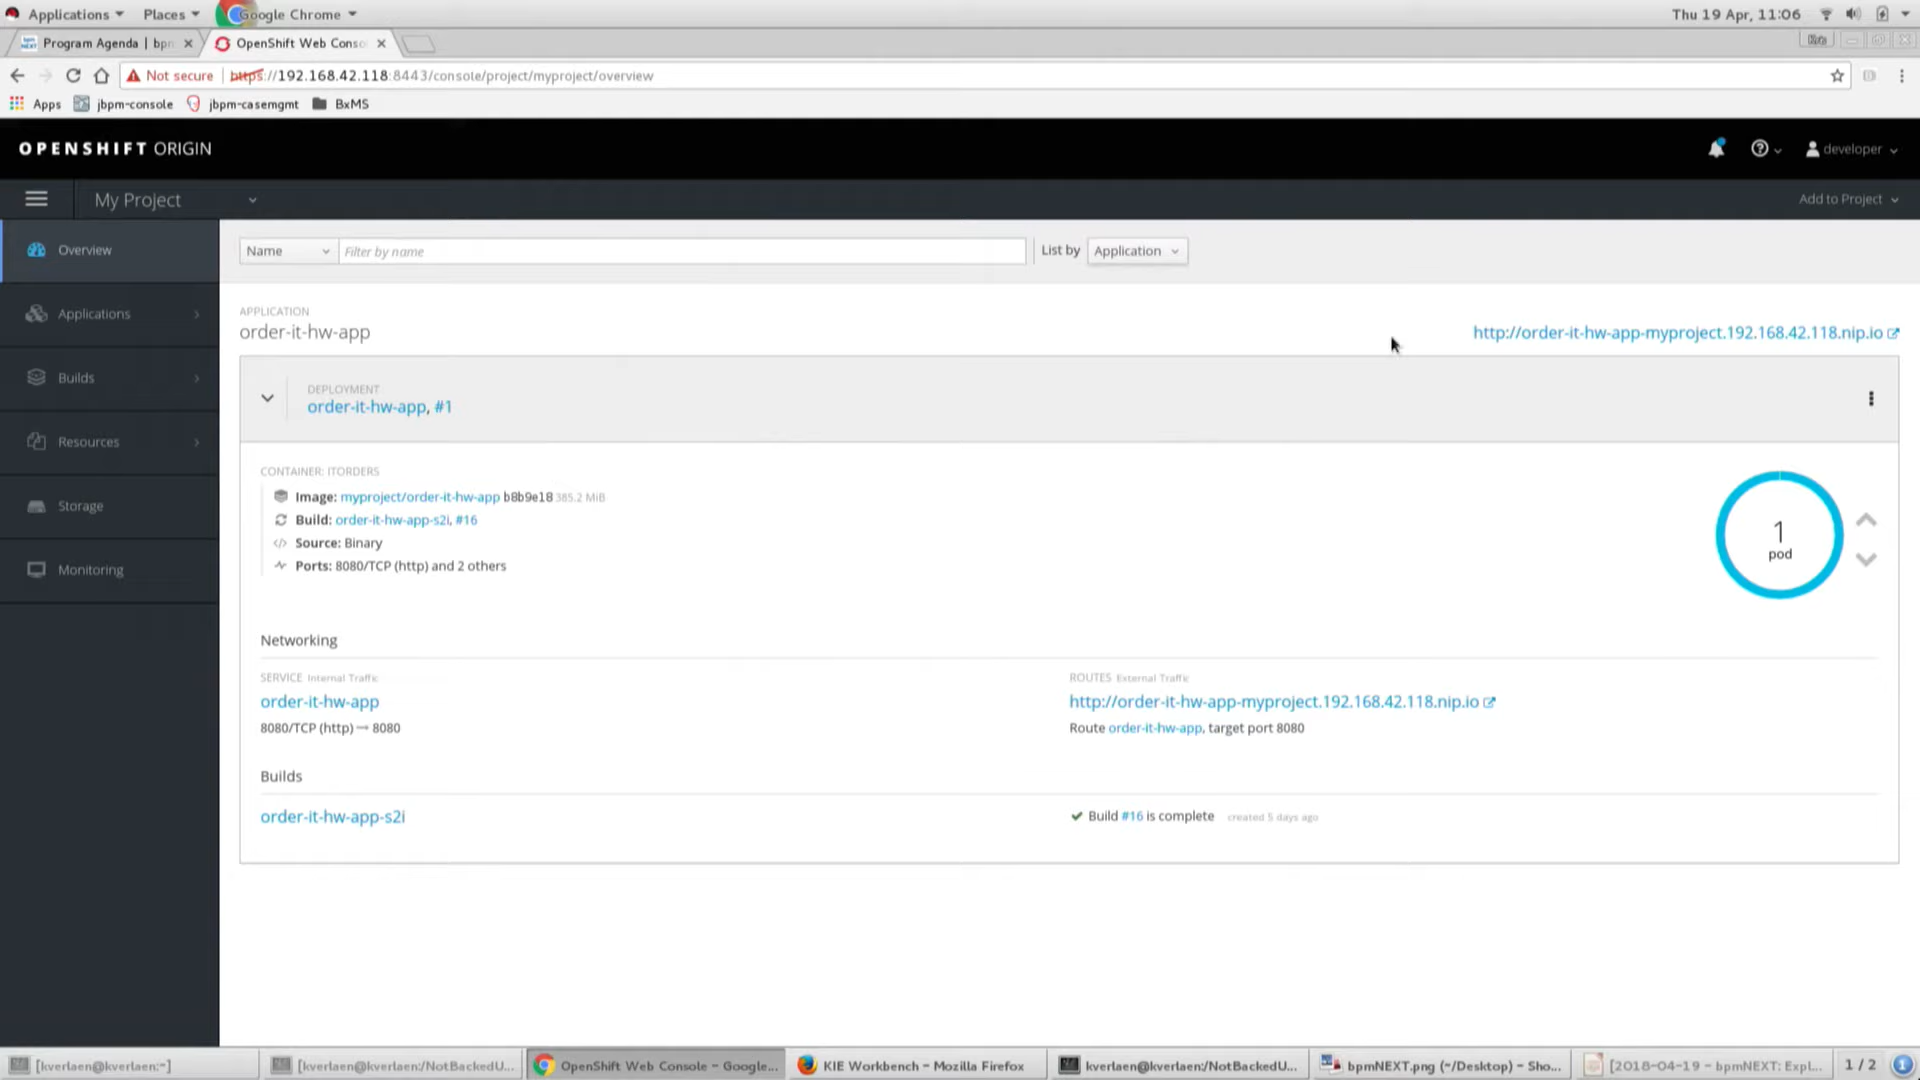 Applications Places Google Chrome Thu 19 Apr, 11:06
Program Agenda | bpn OpenShift Web Conso
Not secure https://192.168.42.118:8443/console/project/myproject/overview
Apps jbpm-console jbpm-casemgmt BxMS
OPENSHIFT ORIGIN developer
My Project Add to Project
Overview
Applications
Builds
Resources
Storage
Monitoring
Name Filter by name List by Application
APPLICATION
order-it-hw-app http://order-it-hw-app-myproject.192.168.42.118.nip.io
DEPLOYMENT
order-it-hw-app, #1
CONTAINER: ITORDERS
Image: myproject/order-it-hw-app b8b9e18 385.2 MiB
Build: order-it-hw-app-s2i, #16
Source: Binary
Ports: 8080/TCP (http) and 2 others
1
pod
Networking
SERVICE Internal Traffic
order-it-hw-app
8080/TCP (http) → 8080
ROUTES External Traffic
http://order-it-hw-app-myproject.192.168.42.118.nip.io
Route order-it-hw-app, target port 8080
Builds
order-it-hw-app-s2i Build #16 is complete created 5 days ago
[kverlaen@kverlaen:~] [kverlaen@kverlaen:/NotBackedU... OpenShift Web Console – Google... KIE Workbench – Mozilla Firefox kverlaen@kverlaen:/NotBackedU... bpmNEXT.png (~/Desktop) – Sho... [2018-04-19 – bpmNEXT: Expl... 1 / 2 1